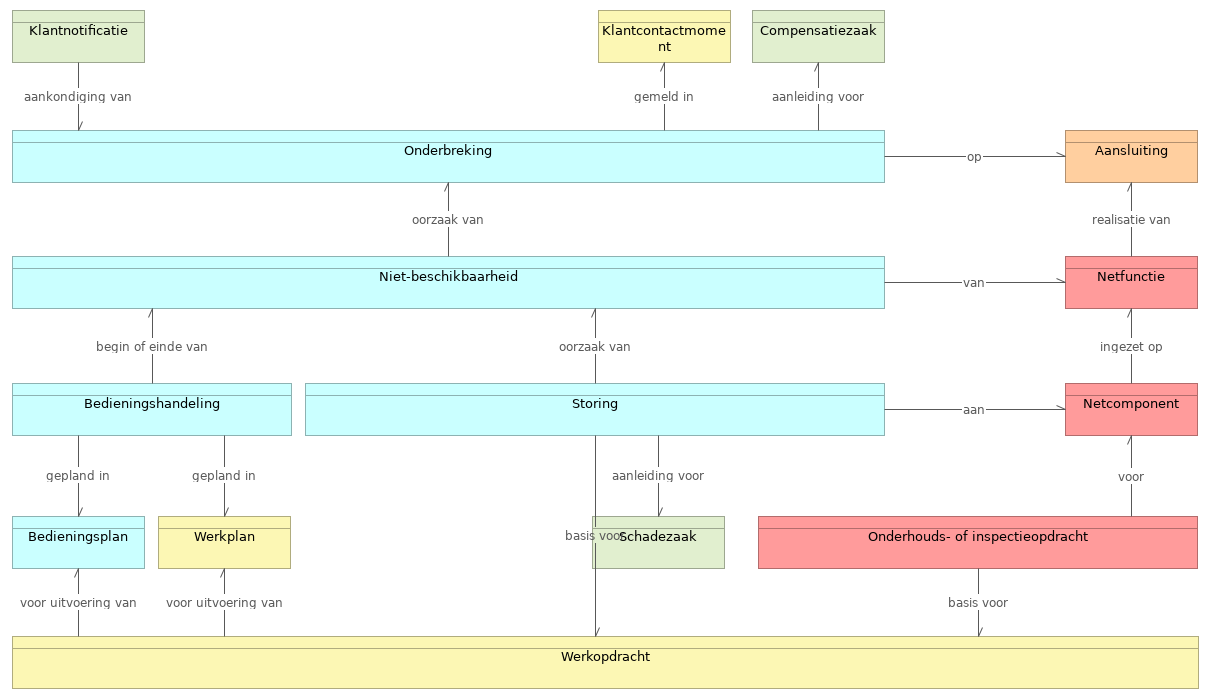 Klantnotificatie
Klantcontactmome
nt
Compensatiezaak
aankondiging van
gemeld in
aanleiding voor
Onderbreking
op
Aansluiting
oorzaak van
realisatie van
Niet-beschikbaarheid
van
Netfunctie
begin of einde van
oorzaak van
ingezet op
Bedieningshandeling
Storing
aan
Netcomponent
gepland in
gepland in
aanleiding voor
voor
Bedieningsplan
Werkplan
basis voor
Schadezaak
Onderhouds- of inspectieopdracht
voor uitvoering van
voor uitvoering van
basis voor
Werkopdracht